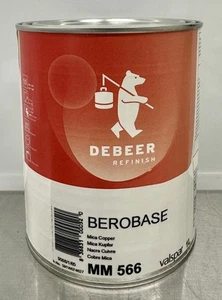 DEBEER
REFINISH
BEROBASE
Mica Copper
Mica Kupfer
Nacre Cuivre
Cobre Mica
MM 566
valspar